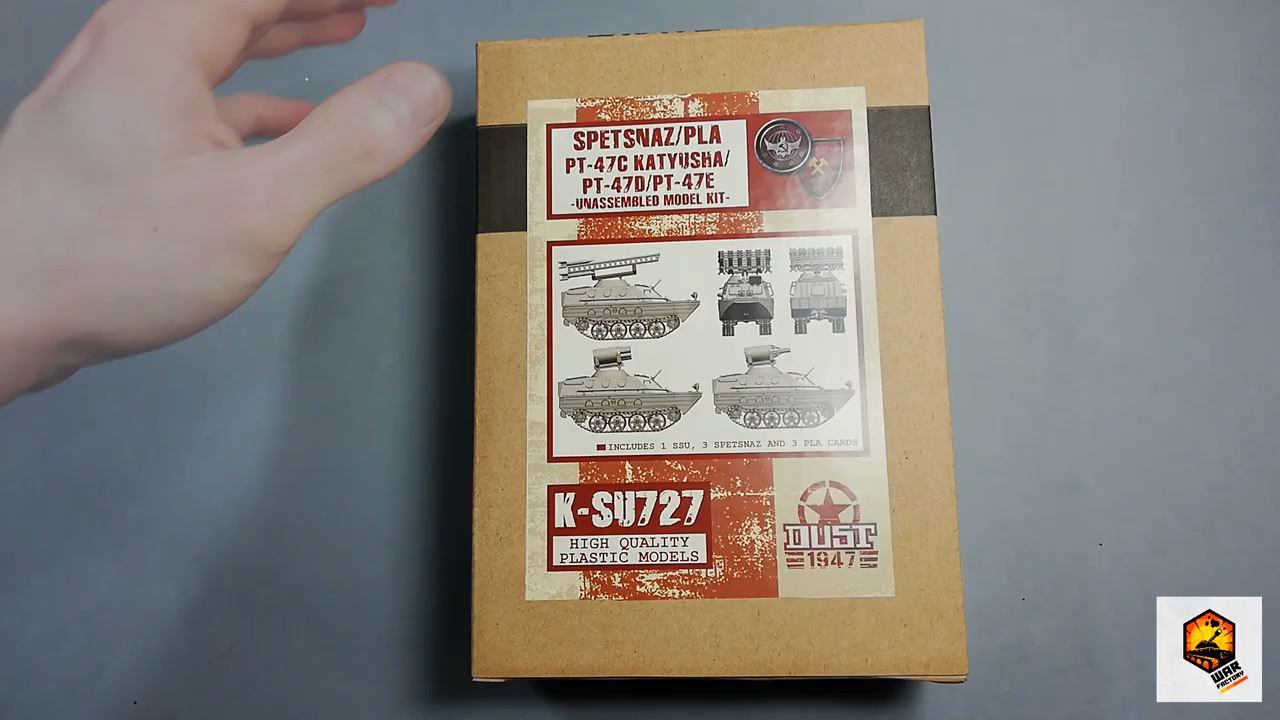 SPETSNAZ/PLA
PT-47C KATYUSHA/
PT-47D/PT-47E
-UNASSEMBLED MODEL KIT-
INCLUDES 1 SSU, 3 SPETSNAZ AND 3 PLA CARDS
K-SU727
HIGH QUALITY
PLASTIC MODELS
DUST
1947
WAR
FACTORY